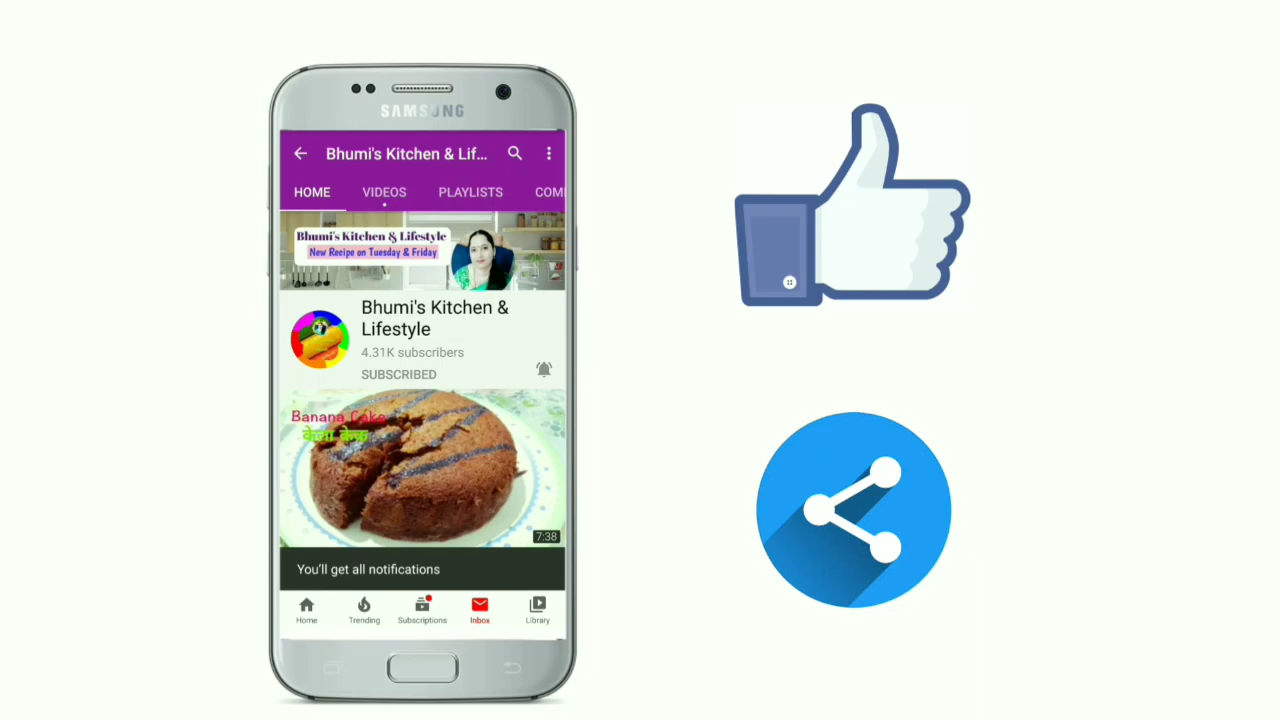 SAMSUNG
Bhumi's Kitchen & Lif...
HOME VIDEOS PLAYLISTS COM
Bhumi's Kitchen & Lifestyle
New Recipe on Tuesday & Friday
Bhumi's Kitchen &
Lifestyle
4.31K subscribers
SUBSCRIBED
Banana Cake
केला केक
7:38
You'll get all notifications
Home Trending Subscriptions Inbox Library